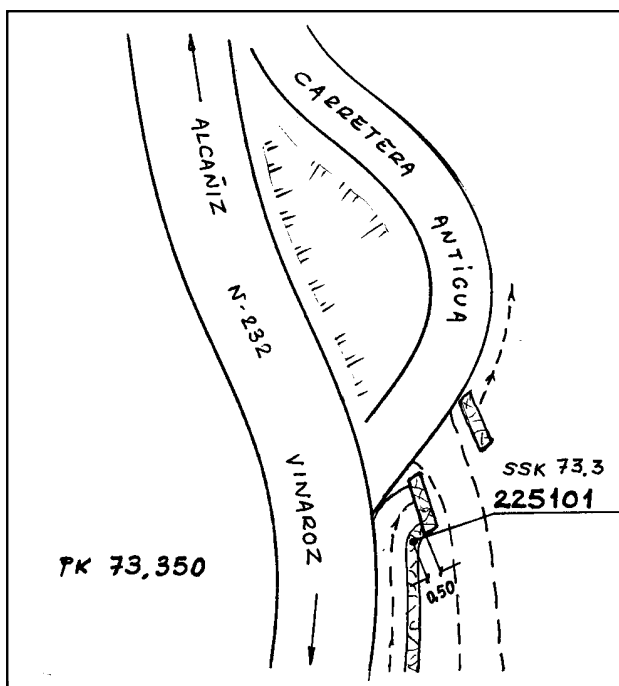 CARRETERA
ANTIGUA
ALCAÑIZ
N-232
VINAROZ
SSK 73,3
225101
PK 73,350
0,50